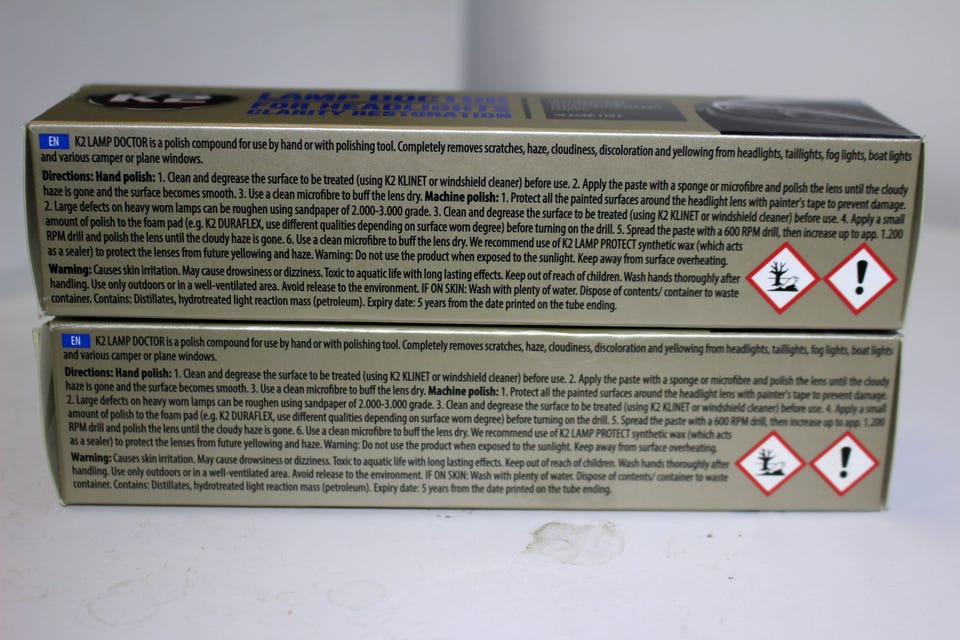 K2
LAMP DOCTOR
FOR HEADLIGHTS
CLARITY RESTORATION
EN K2 LAMP DOCTOR is a polish compound for use by hand or with polishing tool. Completely removes scratches, haze, cloudiness, discoloration and yellowing from headlights, taillights, fog lights, boat lights
and various camper or plane windows.
Directions: Hand polish: 1. Clean and degrease the surface to be treated (using K2 KLINET or windshield cleaner) before use. 2. Apply the paste with a sponge or microfibre and polish the lens until the cloudy
haze is gone and the surface becomes smooth. 3. Use a clean microfibre to buff the lens dry. Machine polish: 1. Protect all the painted surfaces around the headlight lens with painter's tape to prevent damage.
2. Large defects on heavy worn lamps can be roughen using sandpaper of 2.000-3.000 grade. 3. Clean and degrease the surface to be treated (using K2 KLINET or windshield cleaner) before use. 4. Apply a small
amount of polish to the foam pad (e.g. K2 DURAFLEX, use different qualities depending on surface worn degree) before turning on the drill. 5. Spread the paste with a 600 RPM drill, then increase up to app. 1.200
RPM drill and polish the lens until the cloudy haze is gone. 6. Use a clean microfibre to buff the lens dry. We recommend use of K2 LAMP PROTECT synthetic wax (which acts
as a sealer) to protect the lenses from future yellowing and haze. Warning: Do not use the product when exposed to the sunlight. Keep away from surface overheating.
Warning: Causes skin irritation. May cause drowsiness or dizziness. Toxic to aquatic life with long lasting effects. Keep out of reach of children. Wash hands thoroughly after
handling. Use only outdoors or in a well-ventilated area. Avoid release to the environment. IF ON SKIN: Wash with plenty of water. Dispose of contents/ container to waste
container. Contains: Distillates, hydrotreated light reaction mass (petroleum). Expiry date: 5 years from the date printed on the tube ending.
EN K2 LAMP DOCTOR is a polish compound for use by hand or with polishing tool. Completely removes scratches, haze, cloudiness, discoloration and yellowing from headlights, taillights, fog lights, boat lights
and various camper or plane windows.
Directions: Hand polish: 1. Clean and degrease the surface to be treated (using K2 KLINET or windshield cleaner) before use. 2. Apply the paste with a sponge or microfibre and polish the lens until the cloudy
haze is gone and the surface becomes smooth. 3. Use a clean microfibre to buff the lens dry. Machine polish: 1. Protect all the painted surfaces around the headlight lens with painter's tape to prevent damage.
2. Large defects on heavy worn lamps can be roughen using sandpaper of 2.000-3.000 grade. 3. Clean and degrease the surface to be treated (using K2 KLINET or windshield cleaner) before use. 4. Apply a small
amount of polish to the foam pad (e.g. K2 DURAFLEX, use different qualities depending on surface worn degree) before turning on the drill. 5. Spread the paste with a 600 RPM drill, then increase up to app. 1.200
RPM drill and polish the lens until the cloudy haze is gone. 6. Use a clean microfibre to buff the lens dry. We recommend use of K2 LAMP PROTECT synthetic wax (which acts
as a sealer) to protect the lenses from future yellowing and haze. Warning: Do not use the product when exposed to the sunlight. Keep away from surface overheating.
Warning: Causes skin irritation. May cause drowsiness or dizziness. Toxic to aquatic life with long lasting effects. Keep out of reach of children. Wash hands thoroughly after
handling. Use only outdoors or in a well-ventilated area. Avoid release to the environment. IF ON SKIN: Wash with plenty of water. Dispose of contents/ container to waste
container. Contains: Distillates, hydrotreated light reaction mass (petroleum). Expiry date: 5 years from the date printed on the tube ending.